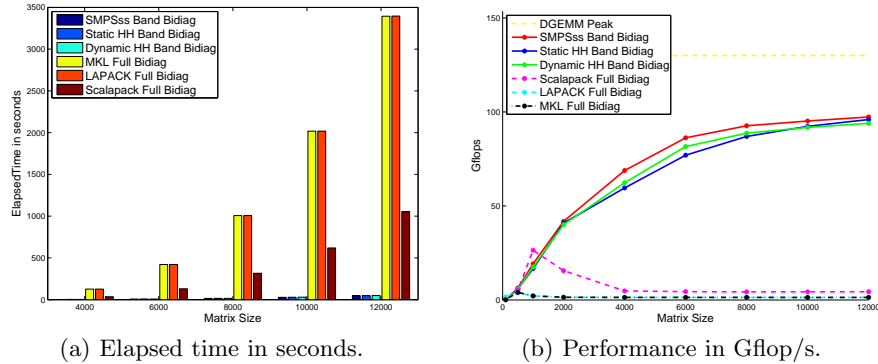 3500
3000
2500
2000
1500
1000
500
0
ElapsedTime in seconds
SMPSss Band Bidiag
Static HH Band Bidiag
Dynamic HH Band Bidiag
MKL Full Bidiag
LAPACK Full Bidiag
Scalapack Full Bidiag
4000 6000 8000 10000 12000
Matrix Size
(a) Elapsed time in seconds.
150
100
50
0
Gflops
DGEMM Peak
SMPSss Band Bidiag
Static HH Band Bidiag
Dynamic HH Band Bidiag
Scalapack Full Bidiag
LAPACK Full Bidiag
MKL Full Bidiag
0 2000 4000 6000 8000 10000 12000
Matrix Size
(b) Performance in Gflop/s.